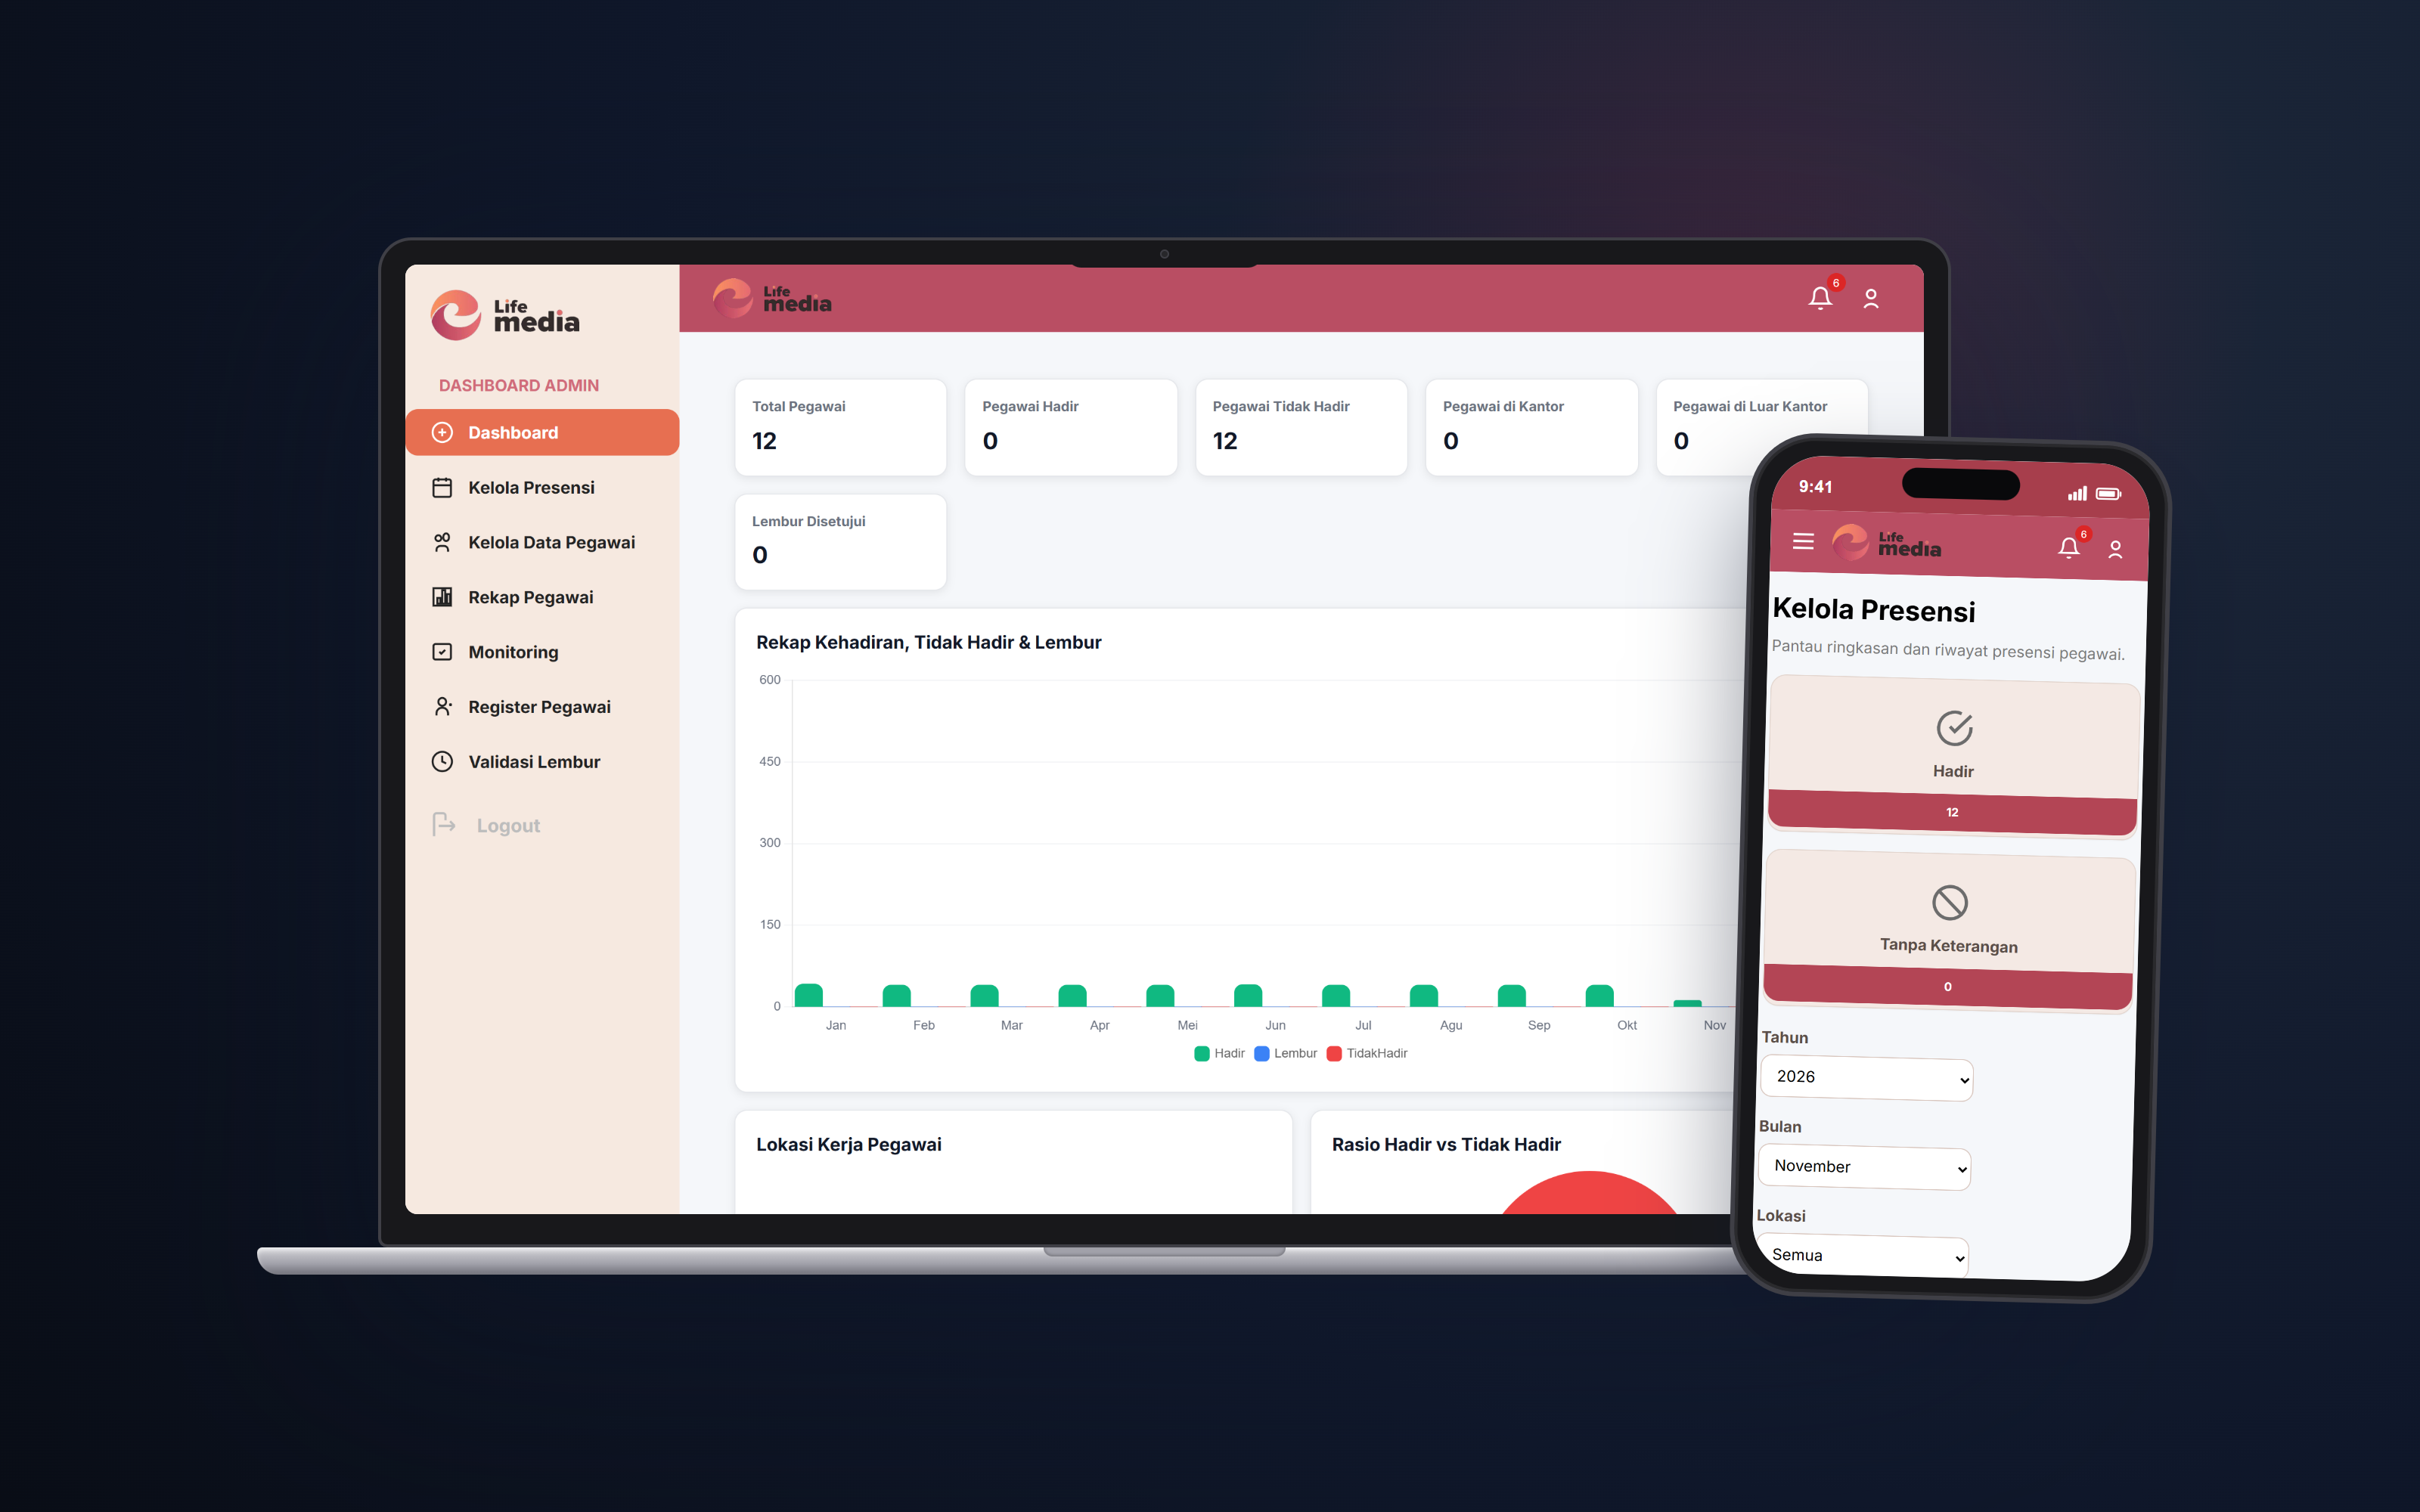 Life
media
DASHBOARD ADMIN
Dashboard
Kelola Presensi
Kelola Data Pegawai
Rekap Pegawai
Monitoring
Register Pegawai
Validasi Lembur
Logout
Life
media
6
Total Pegawai
12
Pegawai Hadir
0
Pegawai Tidak Hadir
12
Pegawai di Kantor
0
Pegawai di Luar Kantor
0
Lembur Disetujui
0
Rekap Kehadiran, Tidak Hadir & Lembur
600
450
300
150
0
Jan Feb Mar Apr Mei Jun Jul Agu Sep Okt Nov
Hadir Lembur TidakHadir
Lokasi Kerja Pegawai
Rasio Hadir vs Tidak Hadir
9:41
Life
media
6
Kelola Presensi
Pantau ringkasan dan riwayat presensi pegawai.
Hadir
12
Tanpa Keterangan
0
Tahun
2026
Bulan
November
Lokasi
Semua